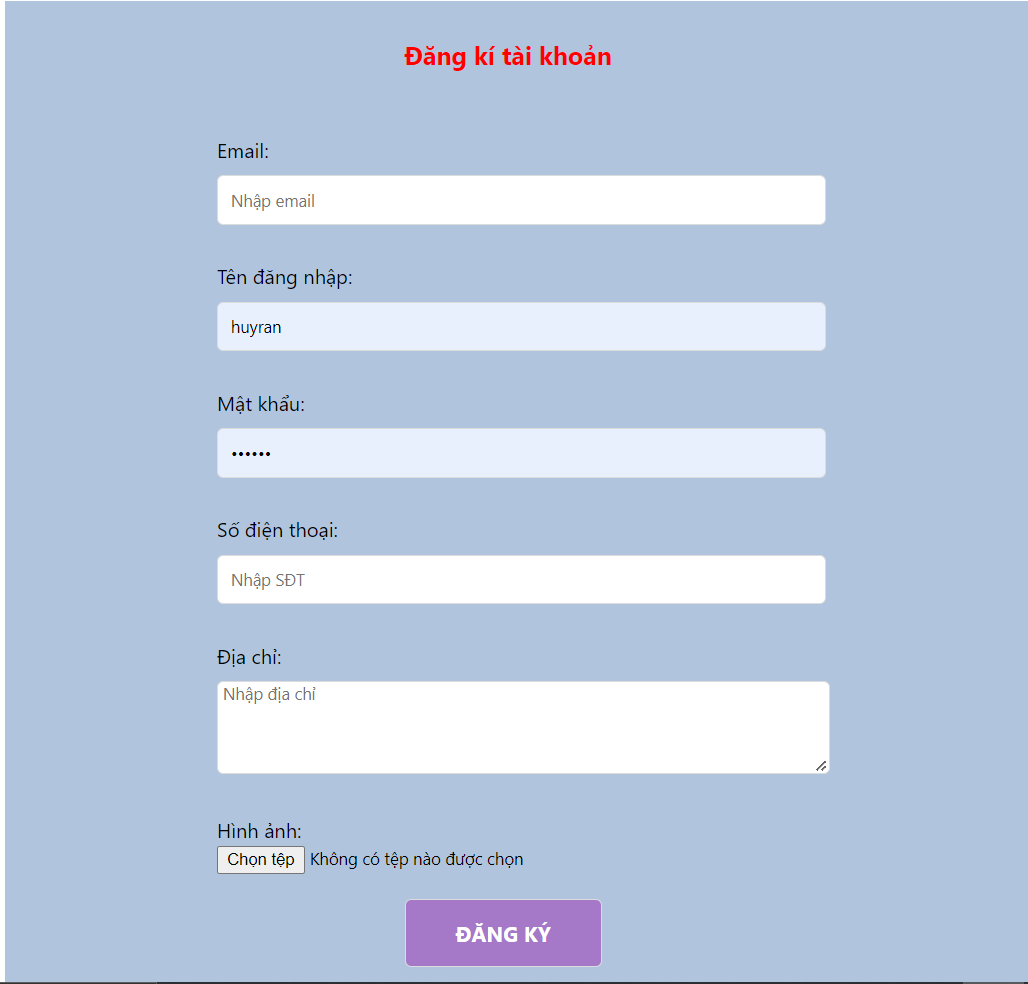 Đăng kí tài khoản
Email:
Nhập email
Tên đăng nhập:
huyran
Mật khẩu:
••••••
Số điện thoại:
Nhập SĐT
Địa chỉ:
Nhập địa chỉ
Hình ảnh:
Chọn tệp Không có tệp nào được chọn
ĐĂNG KÝ